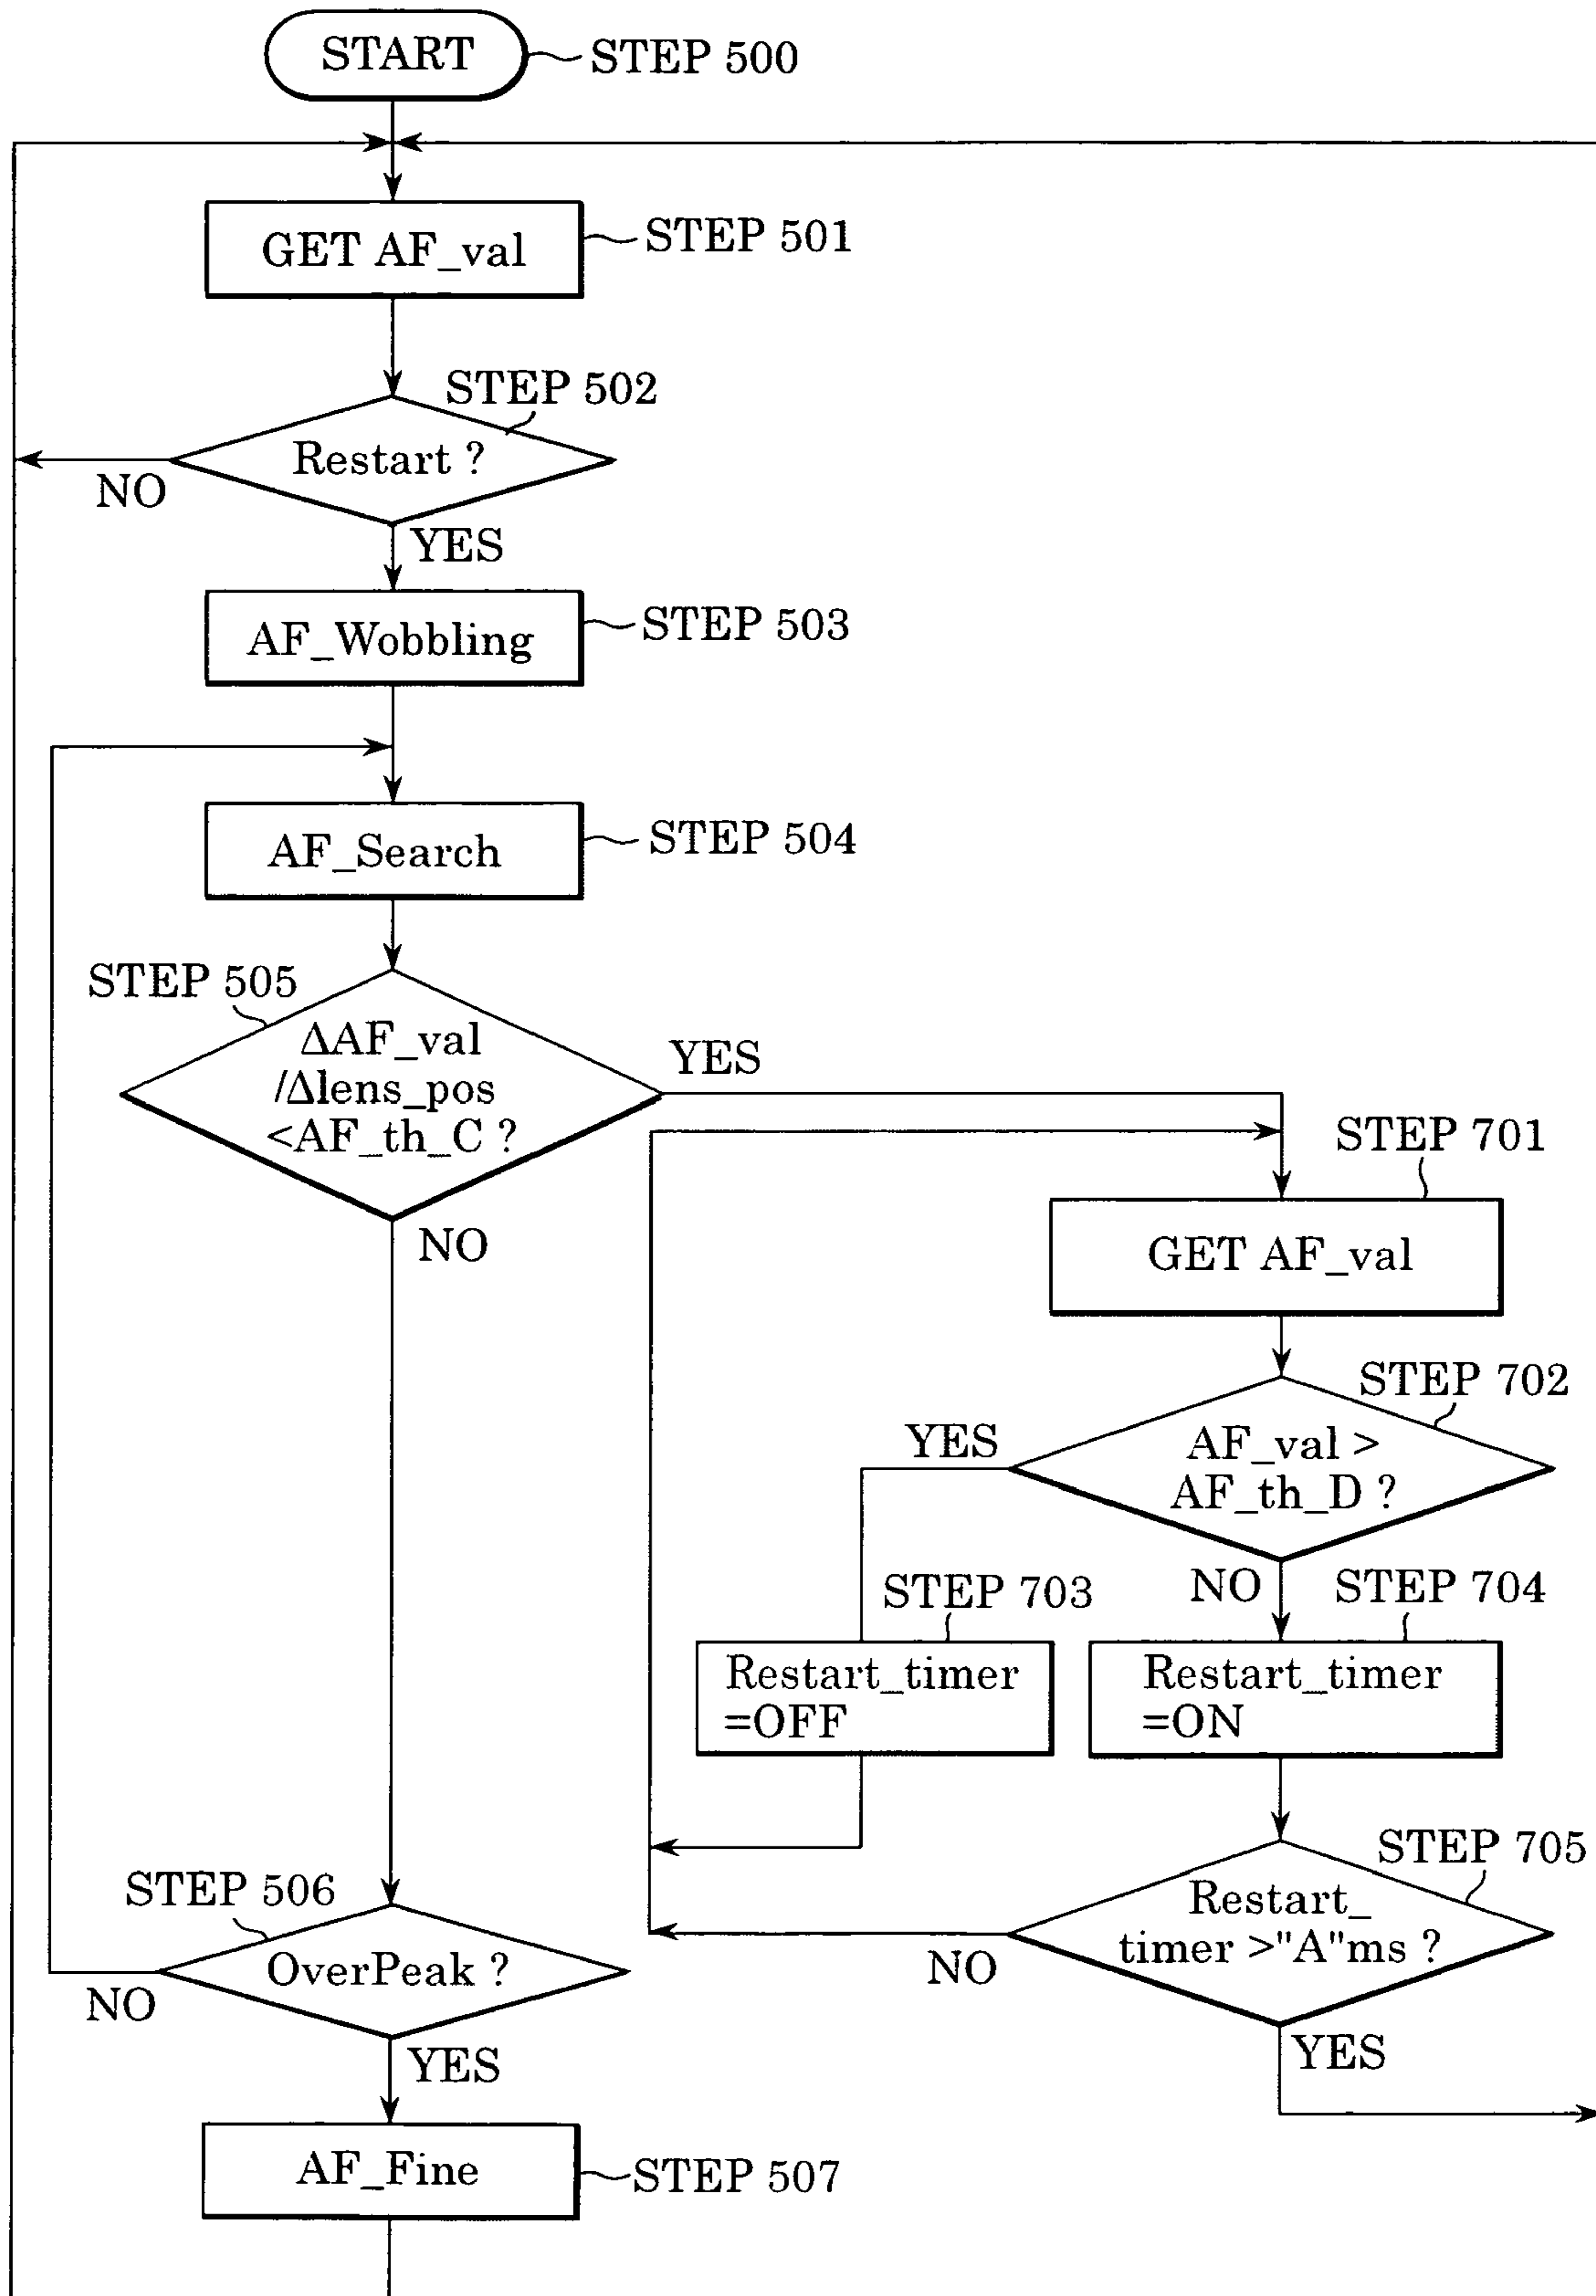 START
STEP 500
GET AF_val
STEP 501
STEP 502
Restart ?
NO
YES
AF_Wobbling
STEP 503
AF_Search
STEP 504
STEP 505
ΔAF_val
/Δlens_pos
<AF_th_C ?
YES
NO
STEP 701
GET AF_val
STEP 702
AF_val >
AF_th_D ?
YES
NO
STEP 703
Restart_timer
=OFF
STEP 704
Restart_timer
=ON
STEP 705
Restart_
timer >"A"ms ?
NO
YES
STEP 506
OverPeak ?
NO
YES
AF_Fine
STEP 507